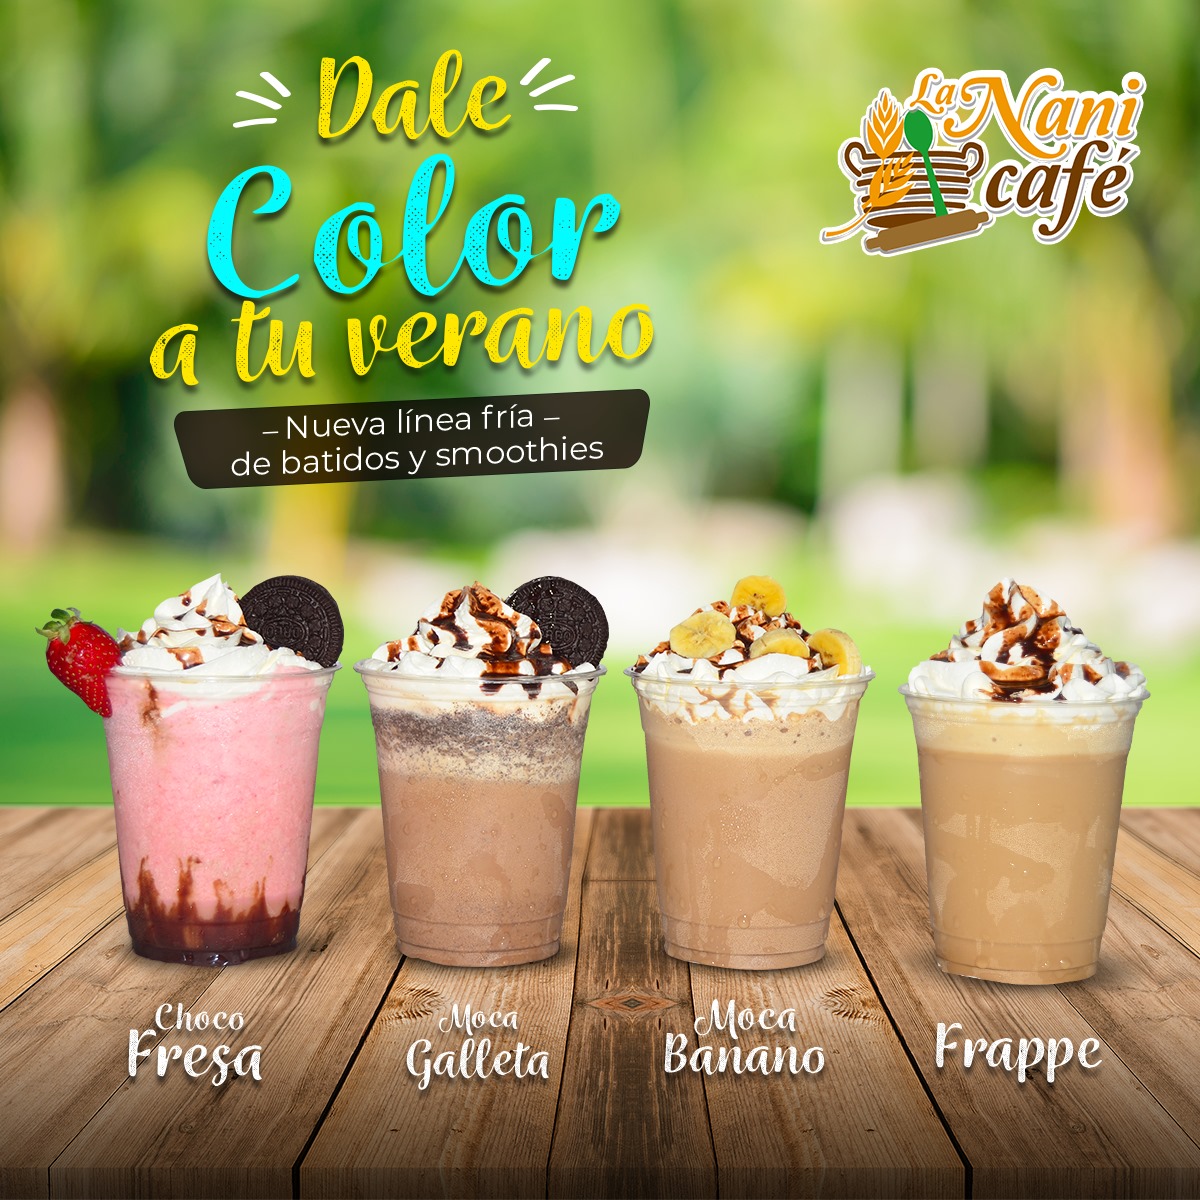 Dale
Color
a tu verano
– Nueva línea fría –
de batidos y smoothies
La Nani
café
Choco
Fresa
Moca
Galleta
Moca
Banano
Frappe